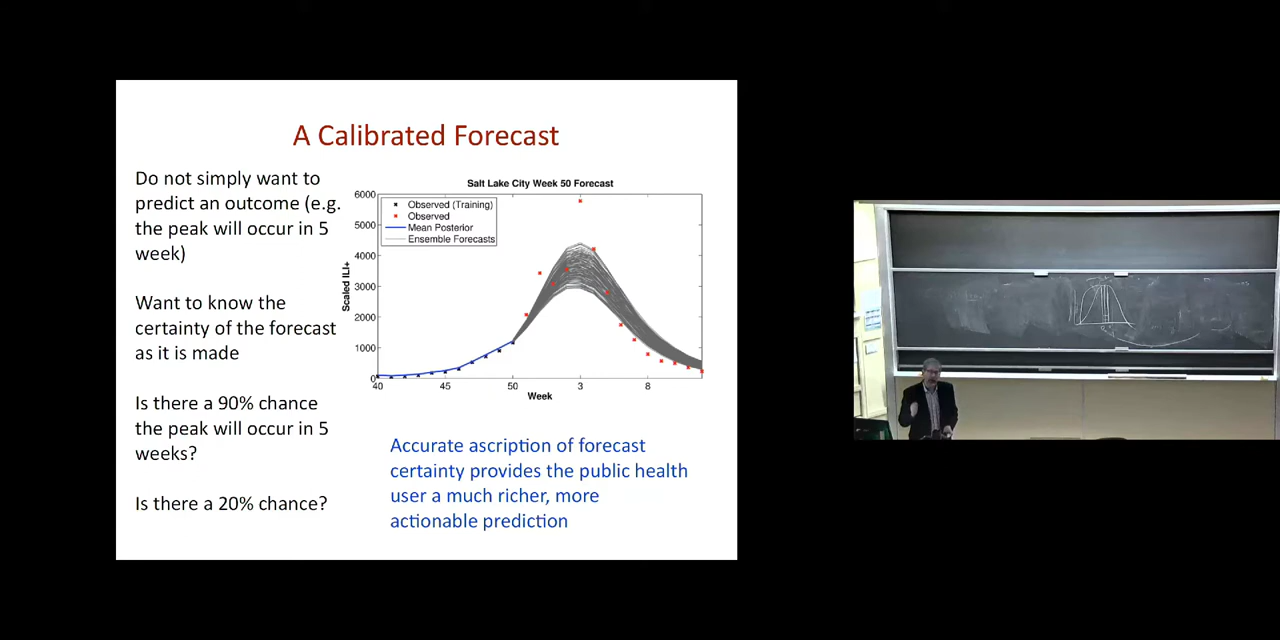 A Calibrated Forecast
Do not simply want to
predict an outcome (e.g.
the peak will occur in 5
week)
Want to know the
certainty of the forecast
as it is made
Is there a 90% chance
the peak will occur in 5
weeks?
Is there a 20% chance?
Salt Lake City Week 50 Forecast
Observed (Training)
Observed
Mean Posterior
Ensemble Forecasts
Scaled ILI+
6000
5000
4000
3000
2000
1000
0
40 45 50 3 8
Week
Accurate ascription of forecast
certainty provides the public health
user a much richer, more
actionable prediction